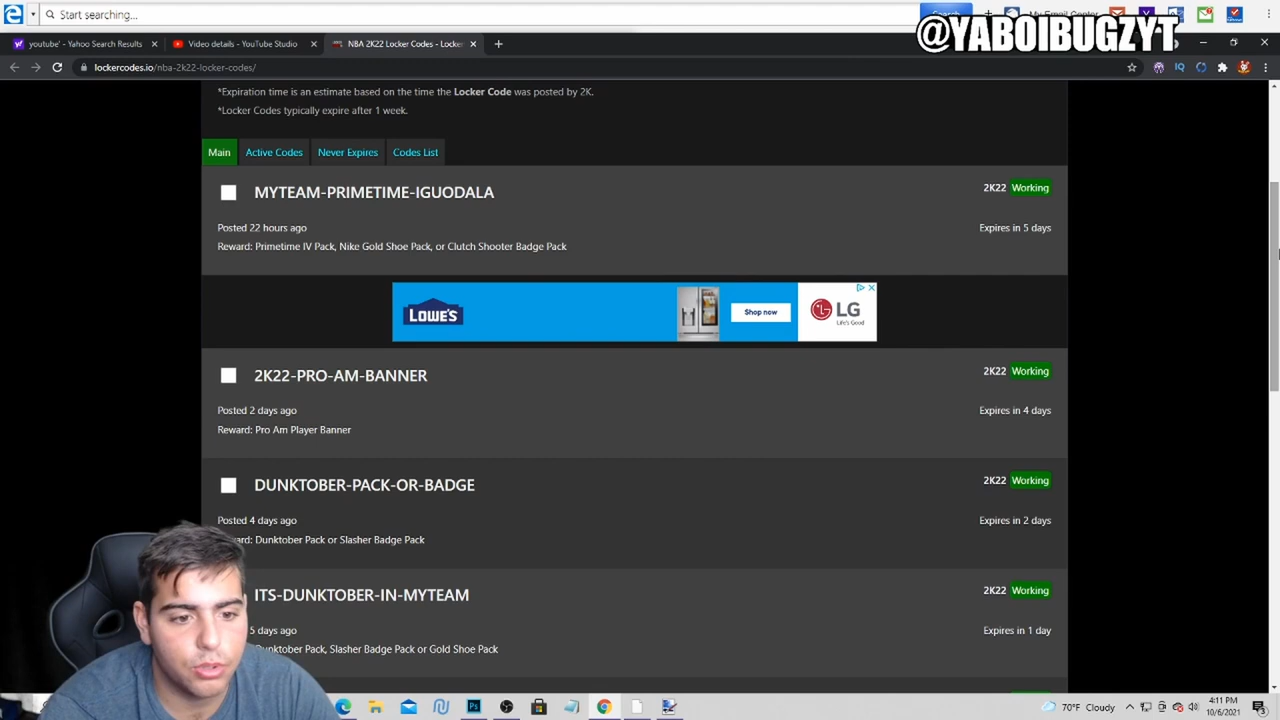 Start searching...
Search
My Email Center
@YABOIBUGZYT
youtube' - Yahoo Search Results
Video details - YouTube Studio
NBA 2K22 Locker Codes - Locker
lockercodes.io/nba-2k22-locker-codes/
*Expiration time is an estimate based on the time the Locker Code was posted by 2K.
*Locker Codes typically expire after 1 week.
Main
Active Codes
Never Expires
Codes List
MYTEAM-PRIMETIME-IGUODALA
2K22 Working
Posted 22 hours ago
Expires in 5 days
Reward: Primetime IV Pack, Nike Gold Shoe Pack, or Clutch Shooter Badge Pack
LOWE'S
Shop now
LG
Life's Good
2K22-PRO-AM-BANNER
2K22 Working
Posted 2 days ago
Expires in 4 days
Reward: Pro Am Player Banner
DUNKTOBER-PACK-OR-BADGE
2K22 Working
Posted 4 days ago
Expires in 2 days
ard: Dunktober Pack or Slasher Badge Pack
ITS-DUNKTOBER-IN-MYTEAM
2K22 Working
days ago
Expires in 1 day
Dunktober Pack, Slasher Badge Pack or Gold Shoe Pack
70°F Cloudy
4:11 PM
10/6/2021